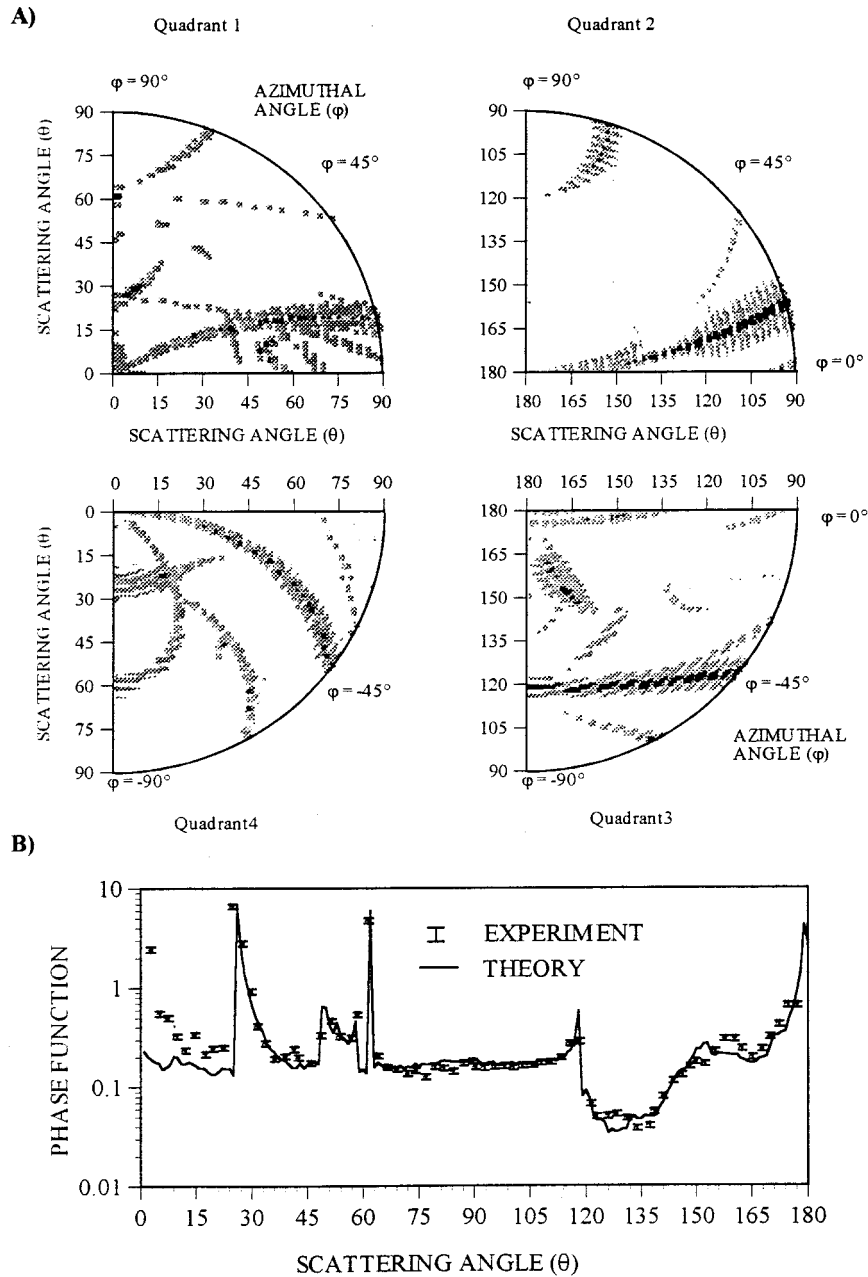 A)
Quadrant 1
Quadrant 2
φ = 90°
AZIMUTHAL
ANGLE (φ)
φ = 45°
90
75
60
45
30
15
0
SCATTERING ANGLE (θ)
0 15 30 45 60 75 90
SCATTERING ANGLE (θ)
φ = 90°
φ = 45°
90
105
120
135
150
165
180
φ = 0°
180 165 150 135 120 105 90
SCATTERING ANGLE (θ)
0 15 30 45 60 75 90
0
15
30
45
60
75
90
SCATTERING ANGLE (θ)
φ = -45°
φ = -90°
Quadrant4
180 165 150 135 120 105 90
φ = 0°
180
165
150
135
120
105
90
φ = -45°
AZIMUTHAL
ANGLE (φ)
φ = -90°
Quadrant3
B)
10
1
0.1
0.01
PHASE FUNCTION
EXPERIMENT
THEORY
0 15 30 45 60 75 90 105 120 135 150 165 180
SCATTERING ANGLE (θ)